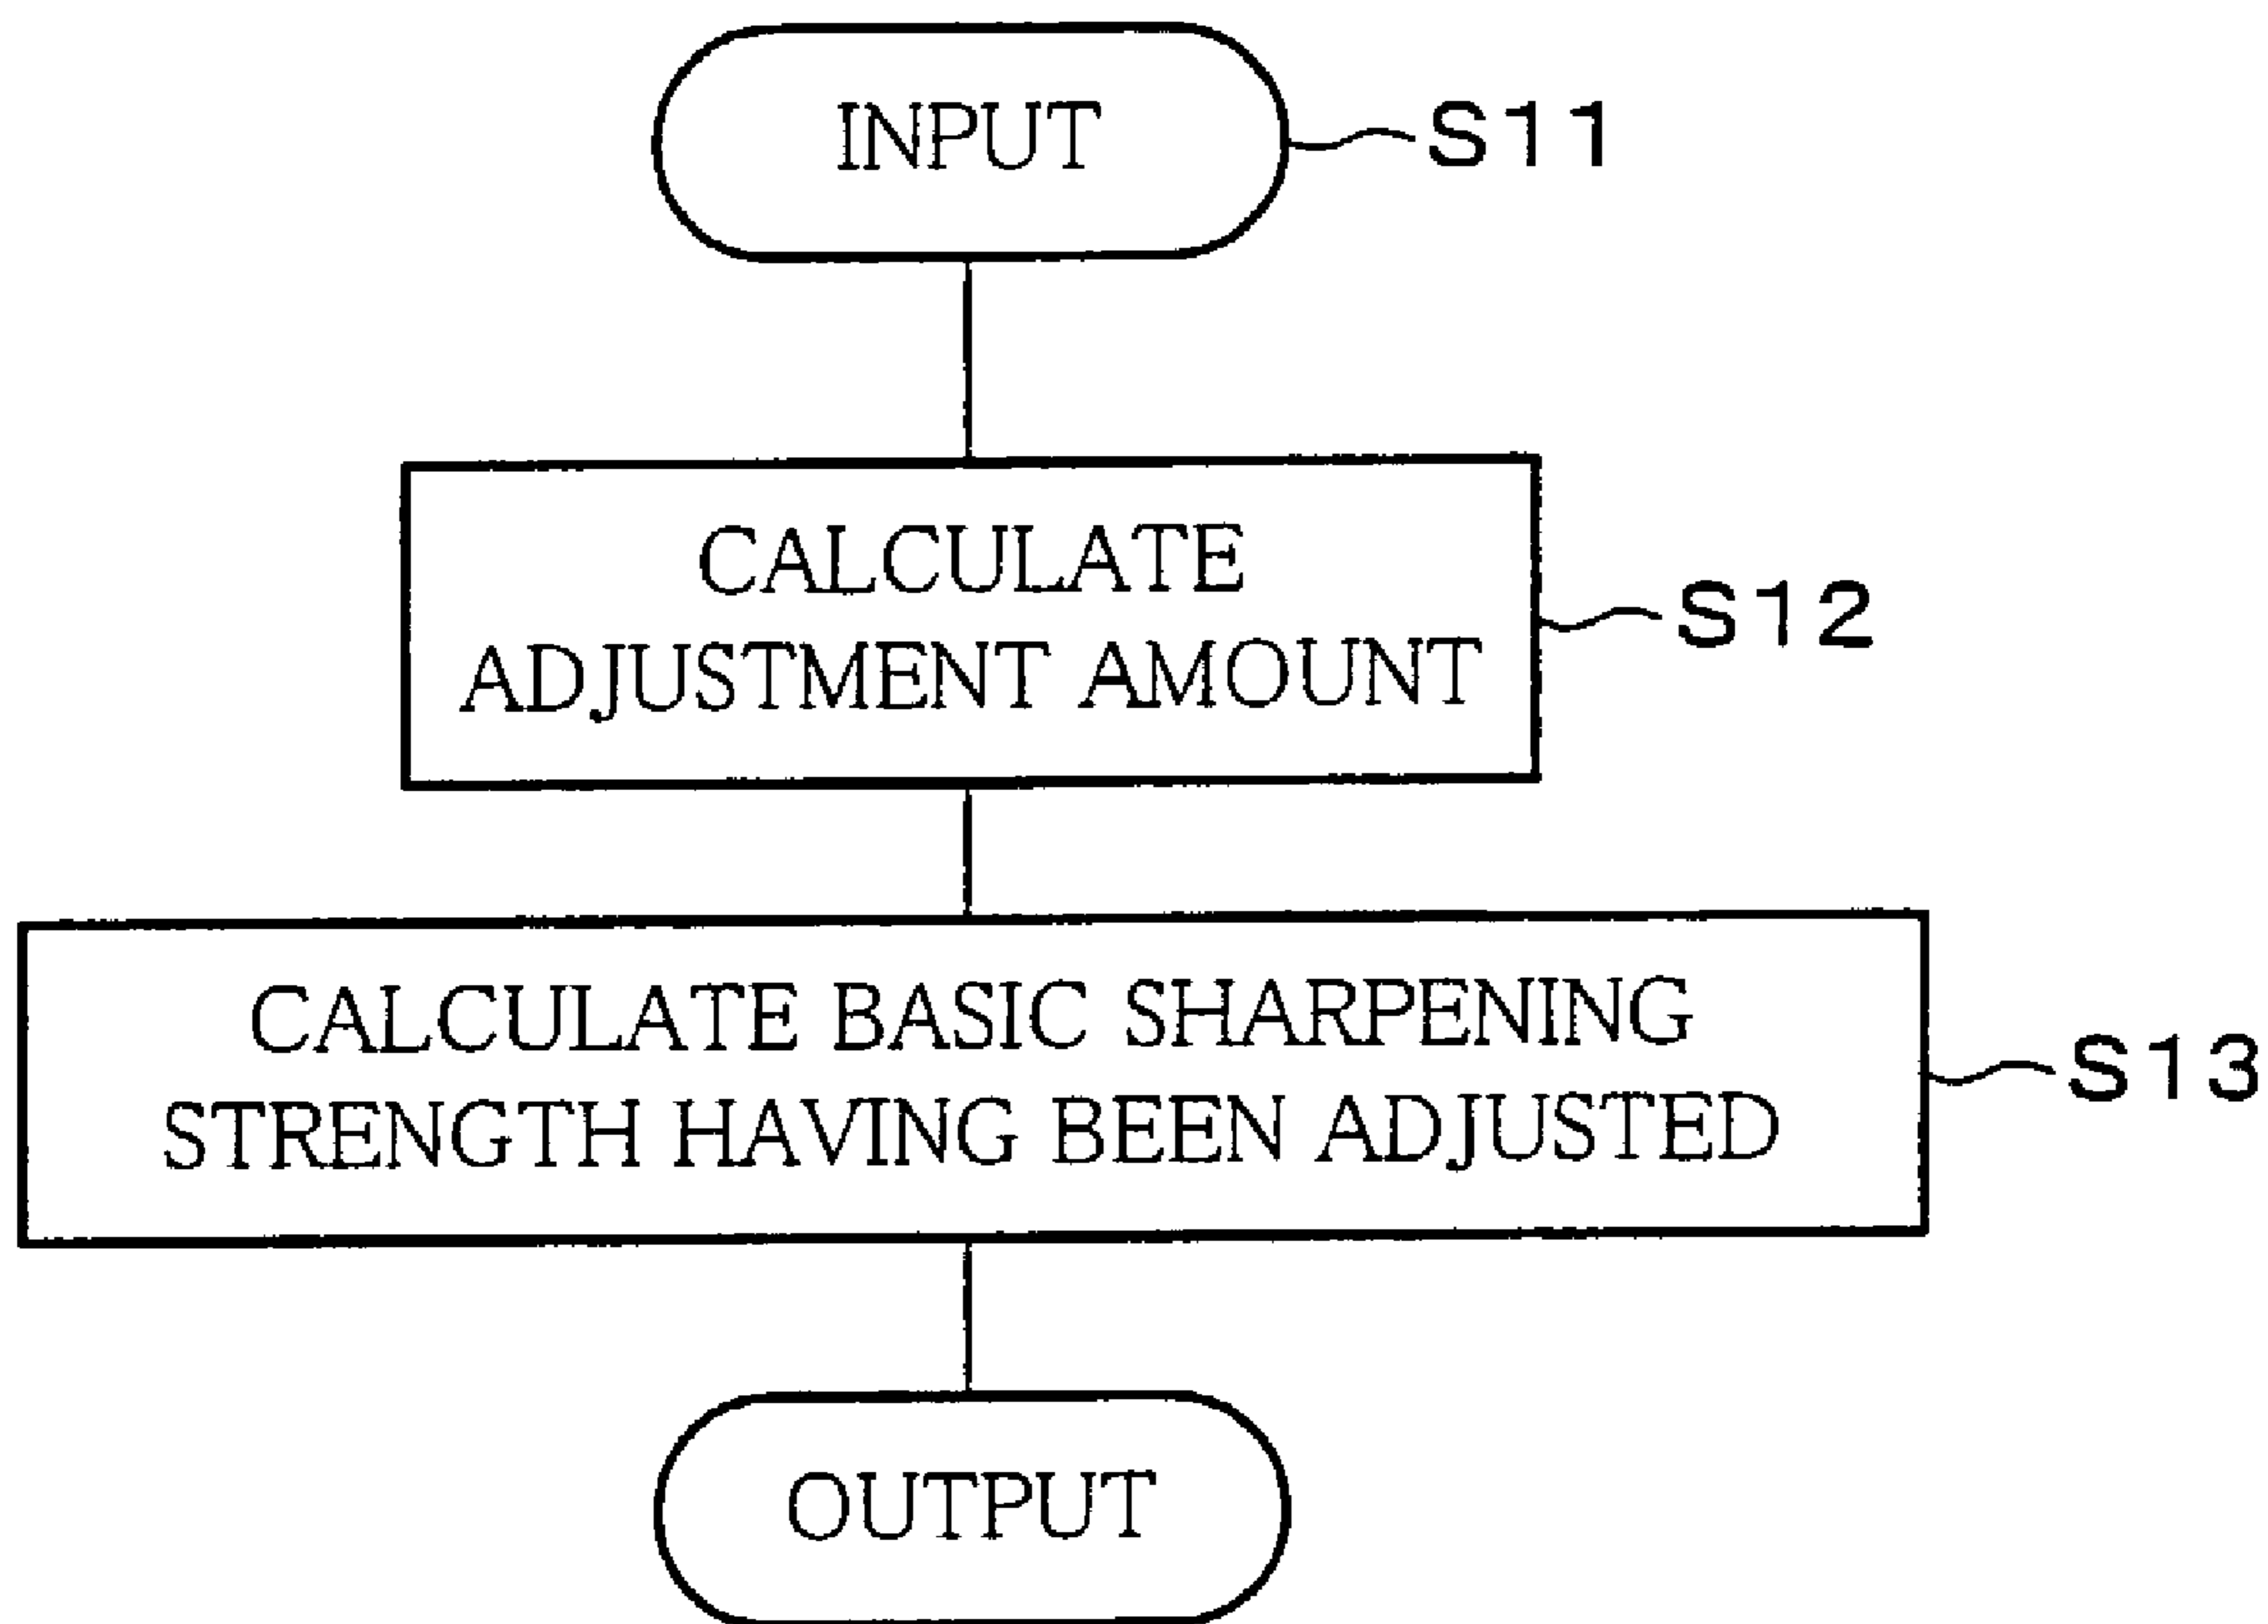 INPUT
S11
CALCULATE
ADJUSTMENT AMOUNT
S12
CALCULATE BASIC SHARPENING
STRENGTH HAVING BEEN ADJUSTED
S13
OUTPUT